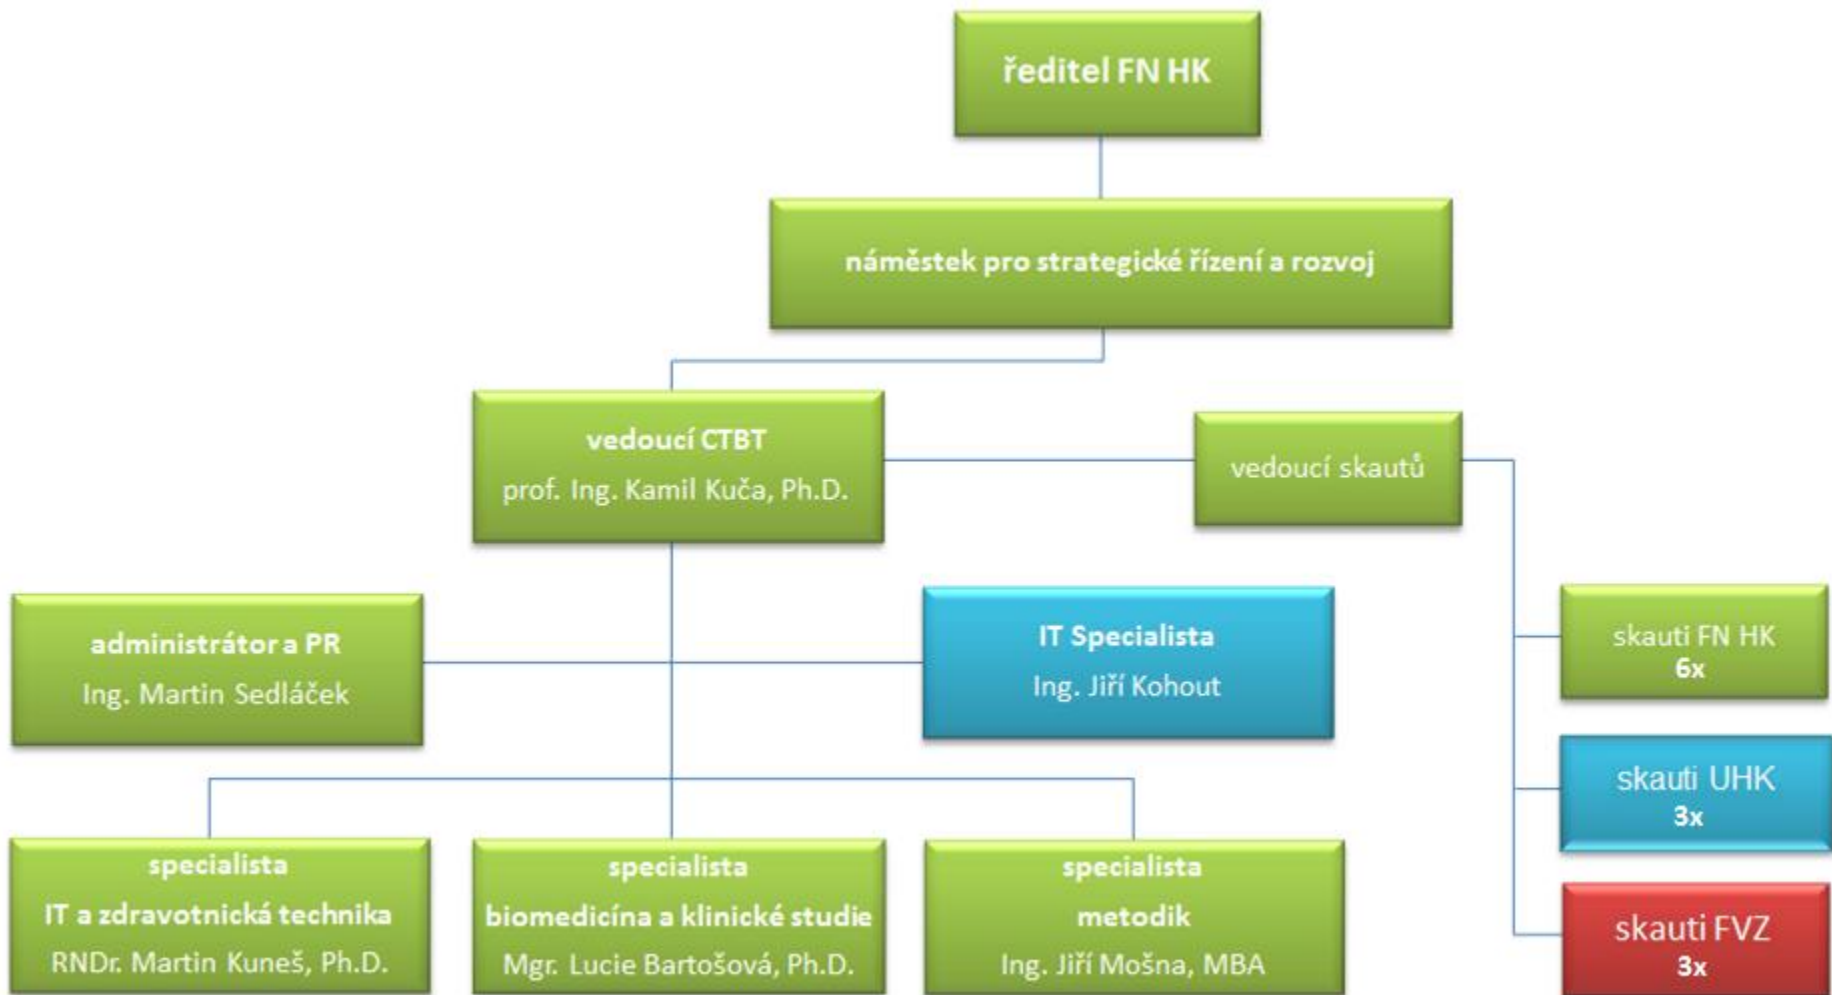 ředitel FN HK
náměstek pro strategické řízení a rozvoj
vedoucí CTBT
prof. Ing. Kamil Kuča, Ph.D.
vedoucí skautů
administrátor a PR
Ing. Martin Sedláček
IT Specialista
Ing. Jiří Kohout
skauti FN HK
6x
skauti UHK
3x
skauti FVZ
3x
specialista
IT a zdravotnická technika
RNDr. Martin Kuneš, Ph.D.
specialista
biomedicína a klinické studie
Mgr. Lucie Bartošová, Ph.D.
specialista
metodik
Ing. Jiří Mošna, MBA